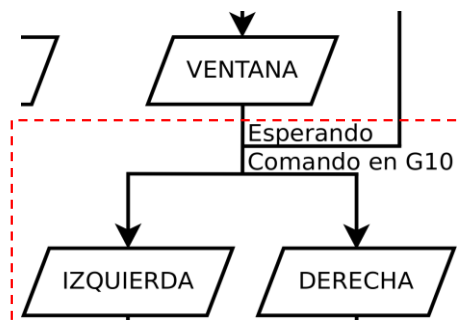 VENTANA
Esperando
Comando en G10
IZQUIERDA
DERECHA